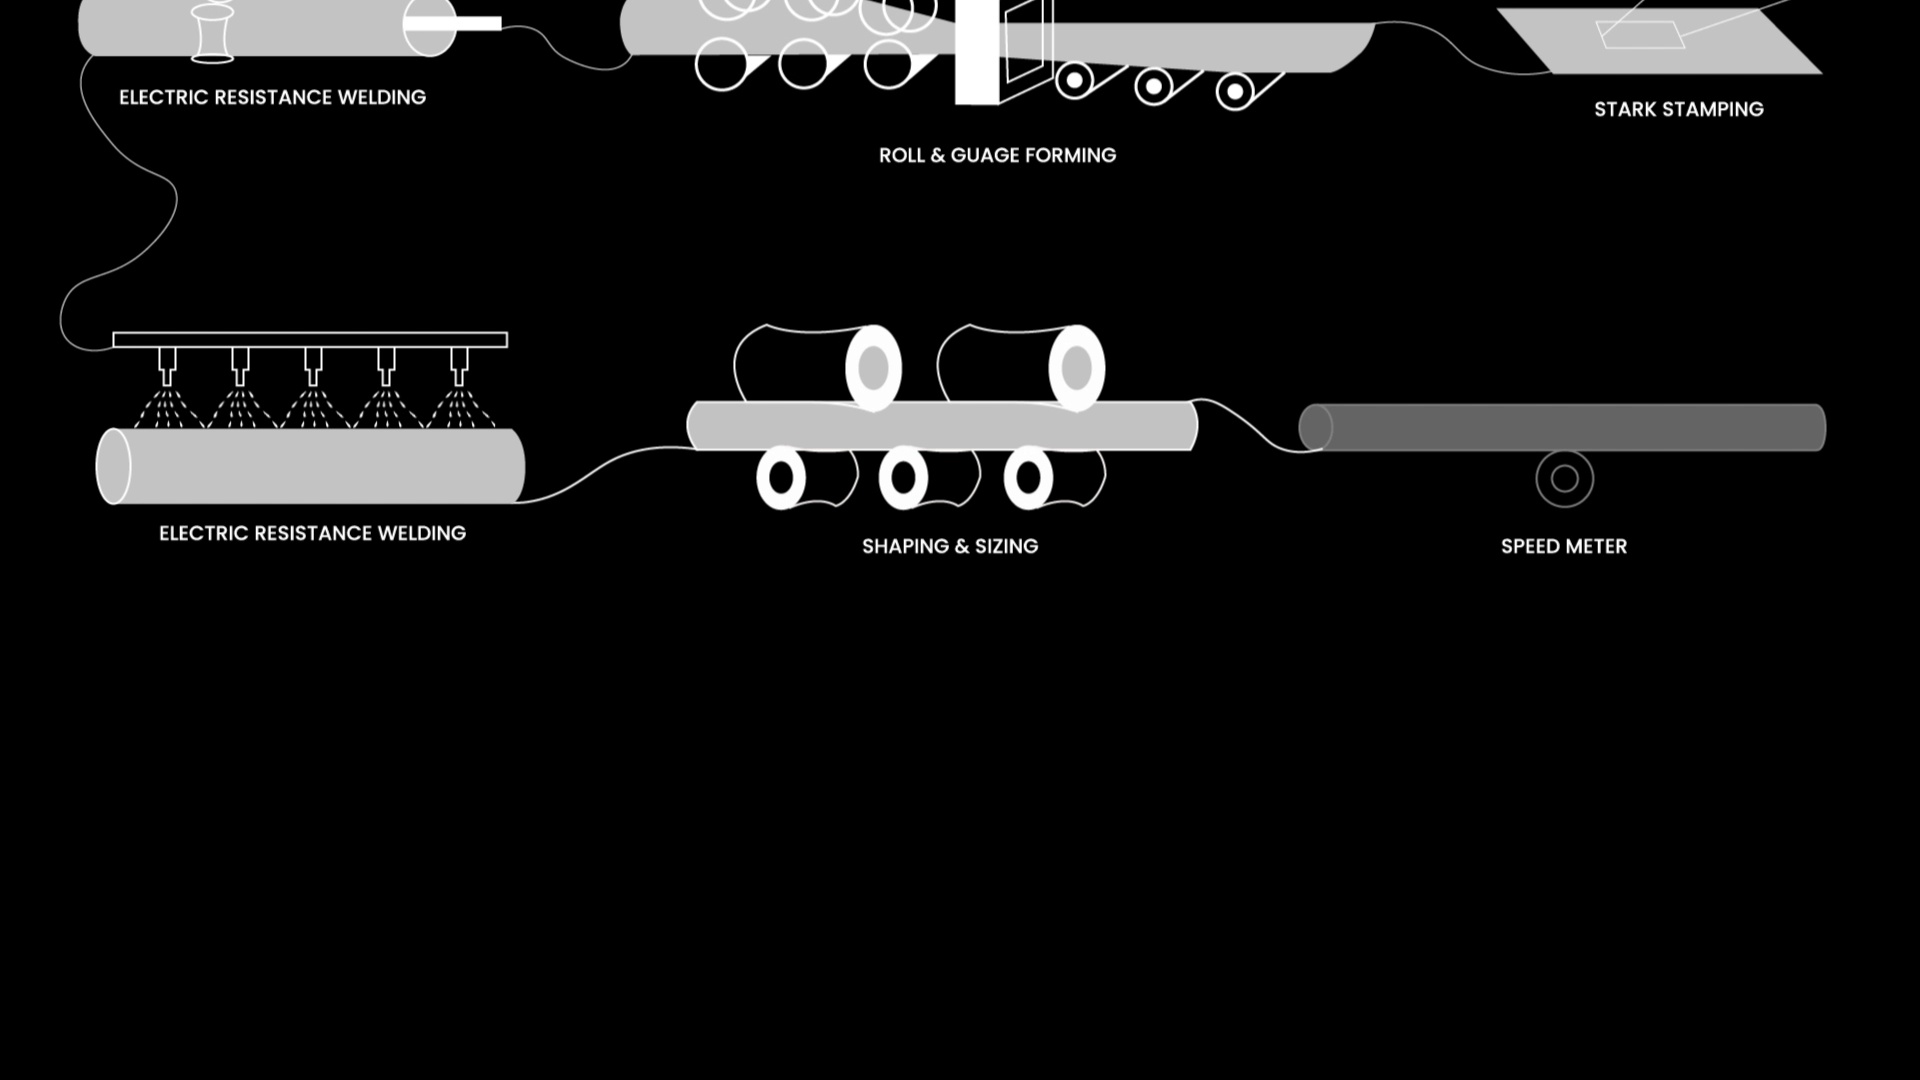 ELECTRIC RESISTANCE WELDING
STARK STAMPING
ROLL & GUAGE FORMING
ELECTRIC RESISTANCE WELDING
SHAPING & SIZING
SPEED METER